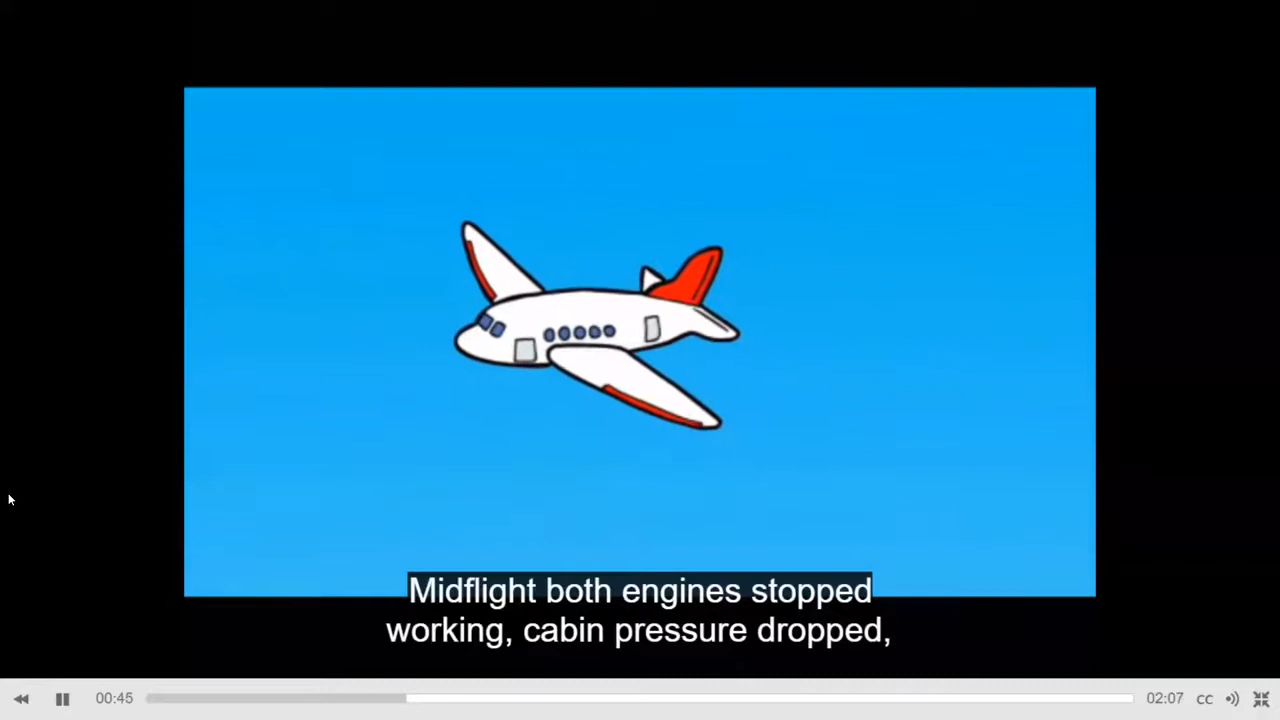 Midflight both engines stopped
working, cabin pressure dropped,
00:45 02:07 CC